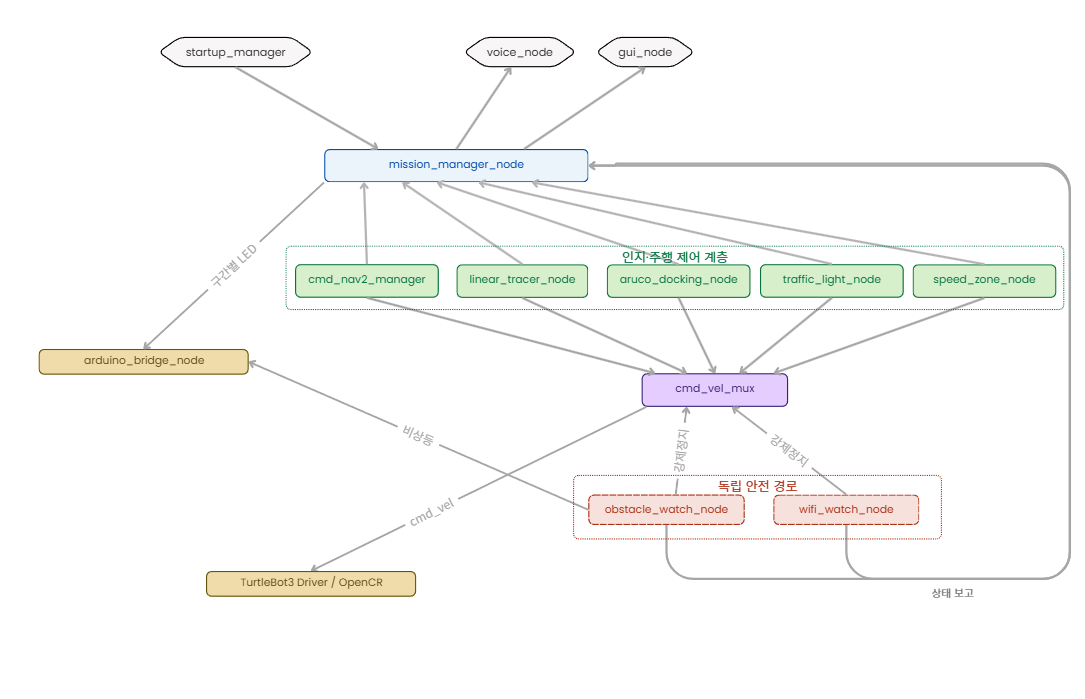 startup_manager
voice_node
gui_node
mission_manager_node
구간별 LED
인지·주행 제어 계층
cmd_nav2_manager
linear_tracer_node
aruco_docking_node
traffic_light_node
speed_zone_node
arduino_bridge_node
cmd_vel_mux
비상등
강제정지
강제정지
독립 안전 경로
obstacle_watch_node
wifi_watch_node
cmd_vel
TurtleBot3 Driver / OpenCR
상태 보고